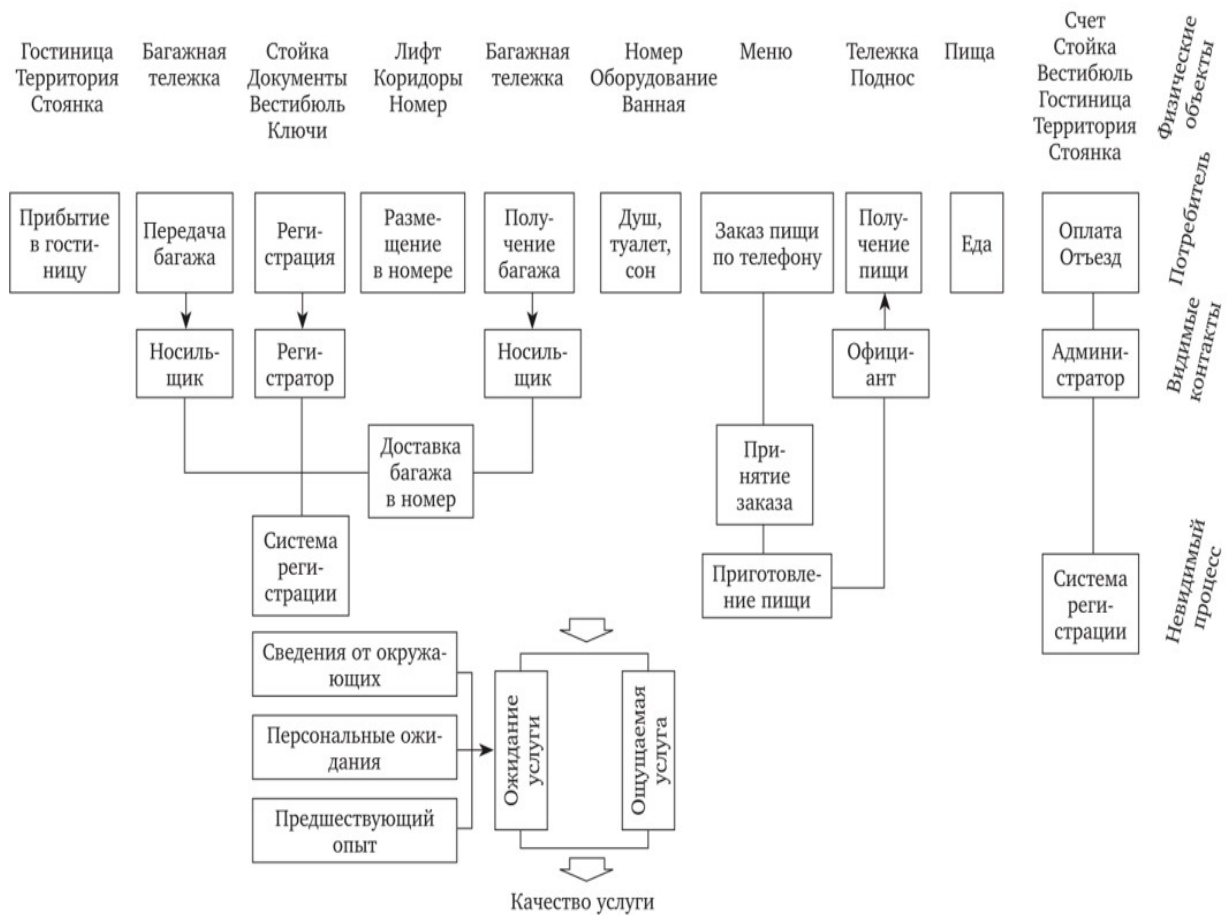 Гостиница
Территория
Стоянка
Багажная
тележка
Стойка
Документы
Вестибюль
Ключи
Лифт
Коридоры
Номер
Багажная
тележка
Номер
Оборудование
Ванная
Меню
Тележка
Поднос
Пища
Счет
Стойка
Вестибюль
Гостиница
Территория
Стоянка
Физические
объекты
Прибытие
в гости-
ницу
Передача
багажа
Реги-
страция
Разме-
щение
в номере
Полу-
чение
багажа
Душ,
туалет,
сон
Заказ пищи
по телефону
Полу-
чение
пищи
Еда
Оплата
Отъезд
Потребитель
Носиль-
щик
Реги-
стратор
Носиль-
щик
Офици-
ант
Админи-
стратор
Видимые
контакты
Доставка
багажа
в номер
При-
нятие
заказа
Система
реги-
страции
Приготовле-
ние пищи
Система
реги-
страции
Невидимый
процесс
Сведения от окружа-
ющих
Персональные ожи-
дания
Предшествующий
опыт
Ожидание
услуги
Ощущаемая
услуга
Качество услуги